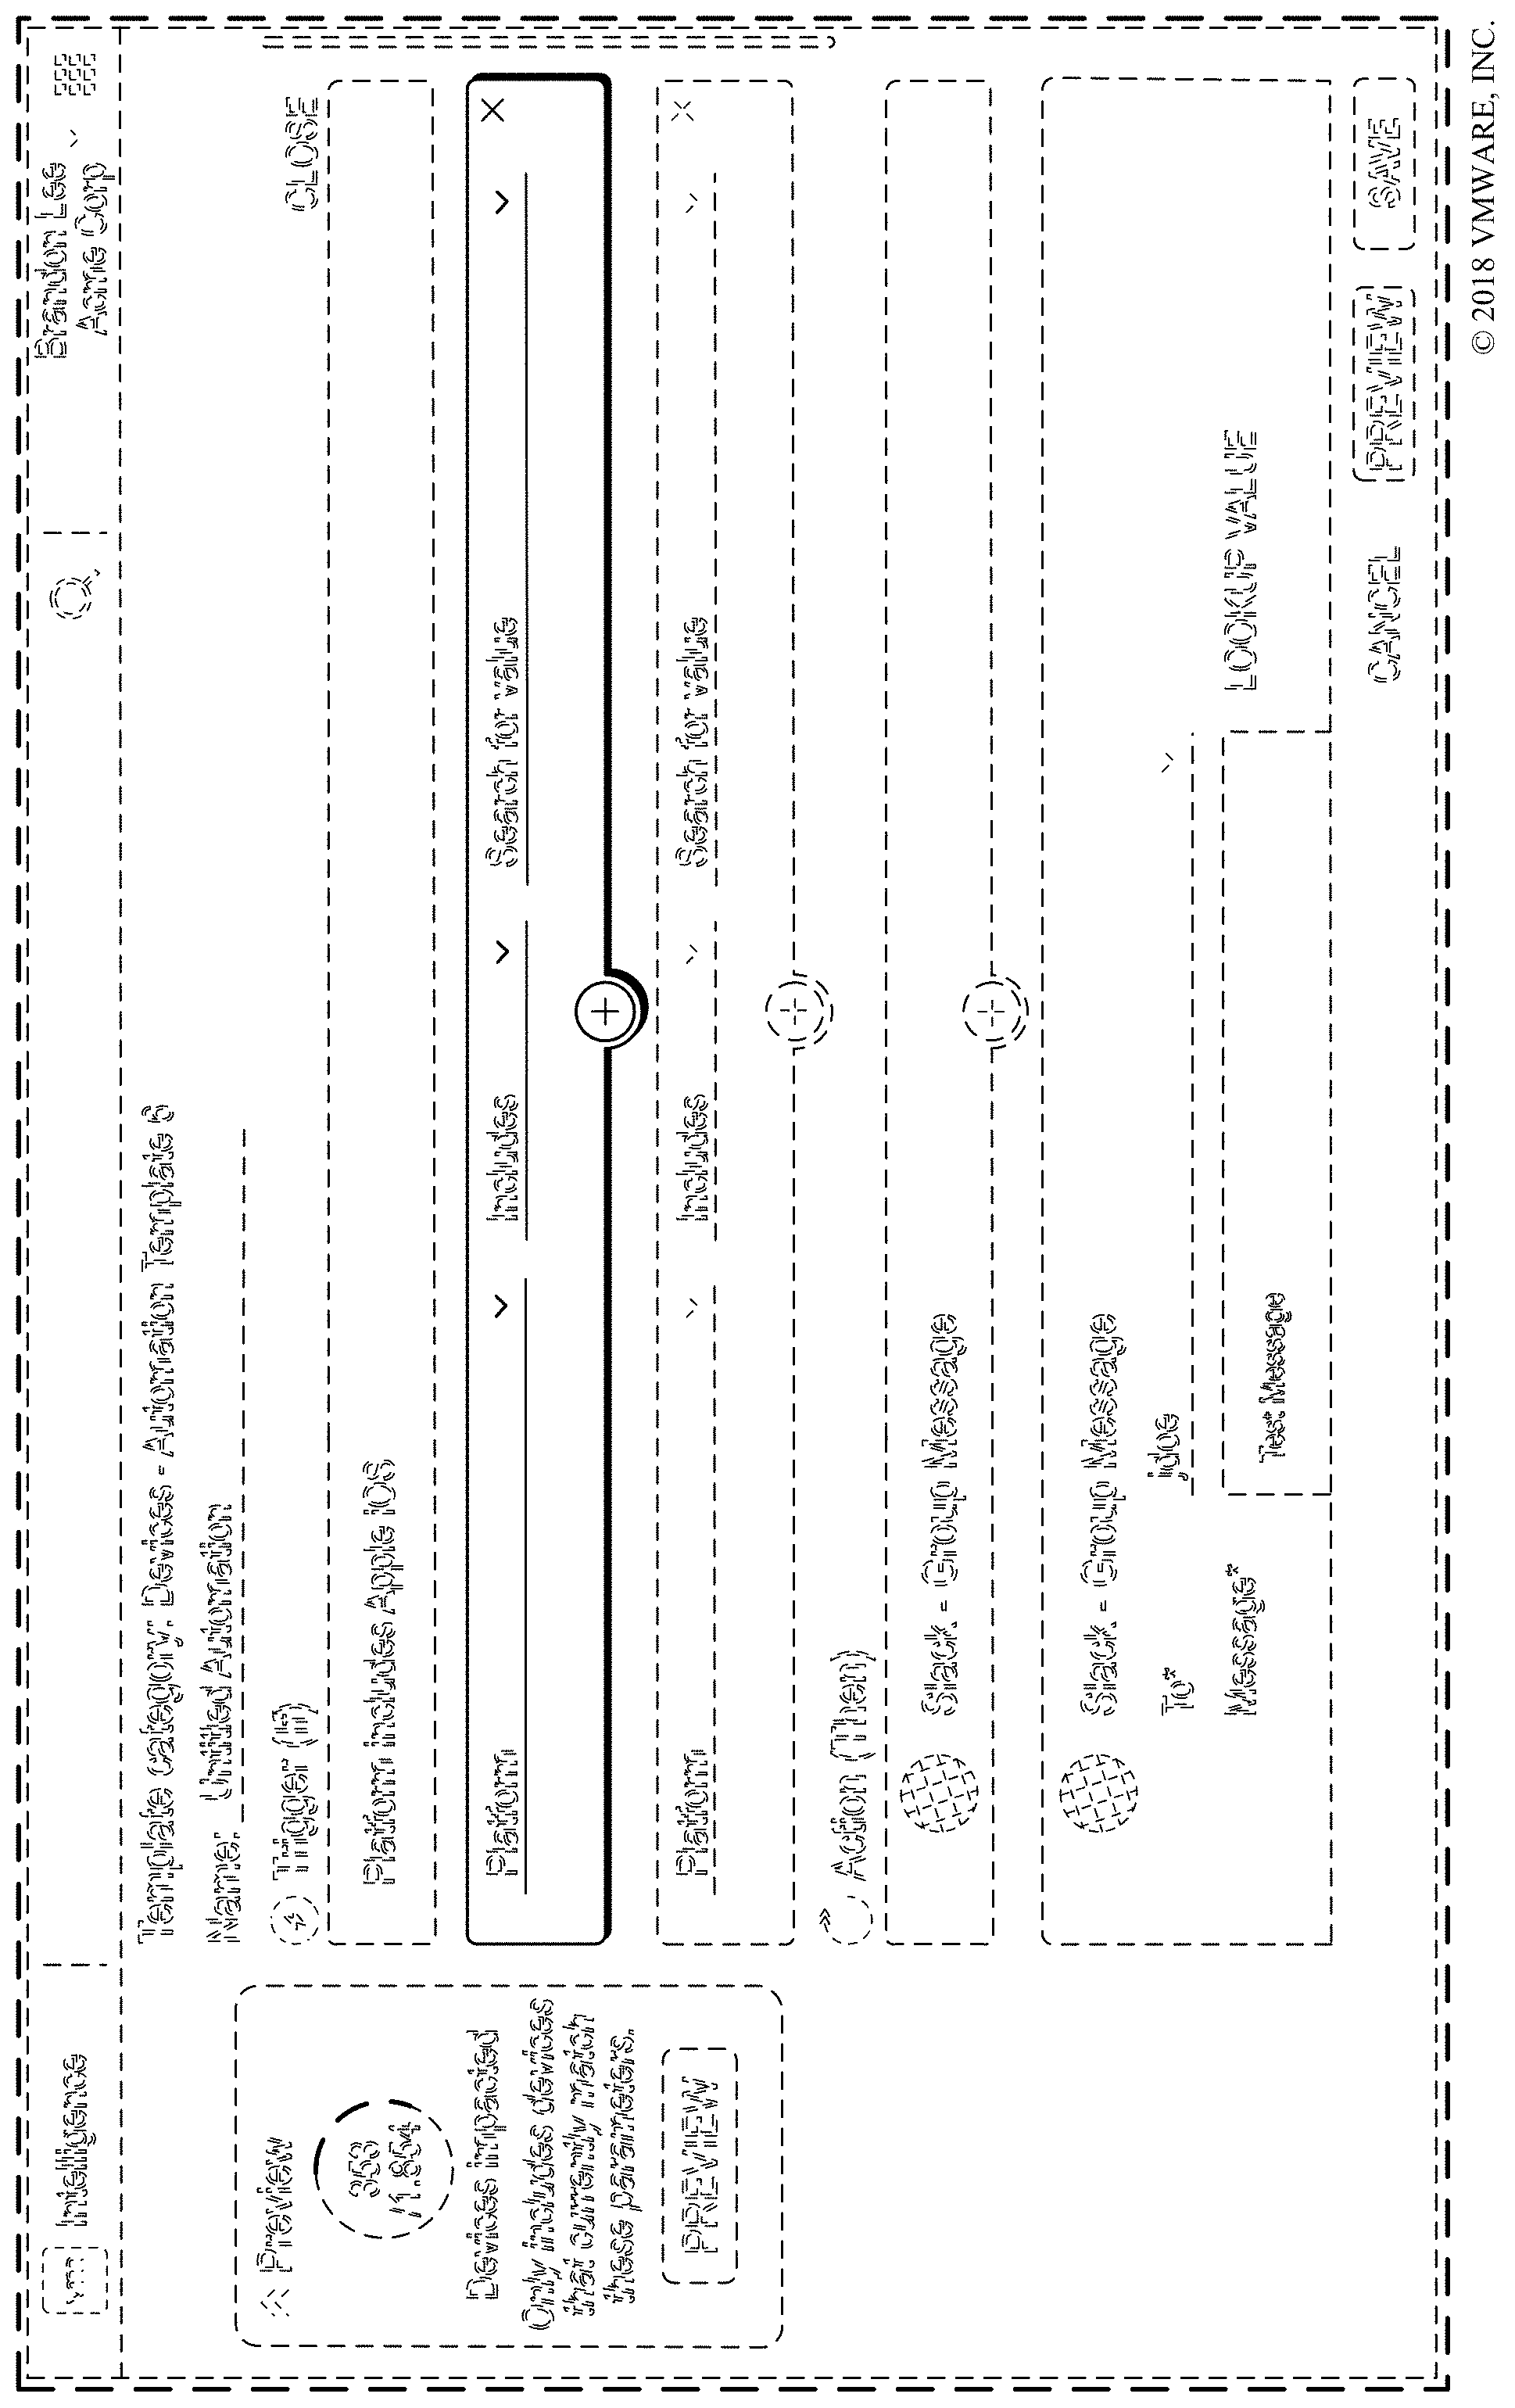 vm Intelligence
Brandon Lee
Acme Corp
Template category: Devices - Automation Template 6
Name: Untitled Automation
Trigger (If)
CLOSE
Platform includes Apple iOS
Platform Includes Search for value
Platform Includes Search for value
Action (Then)
Slack - Group Message
Slack - Group Message
To* jdoe
Message*
Test Message
LOOKUP VALUE
CANCEL PREVIEW SAVE
Preview
353
/1.854
Devices impacted
Only includes devices
that currently match
these parameters.
PREVIEW
© 2018 VMWARE, INC.